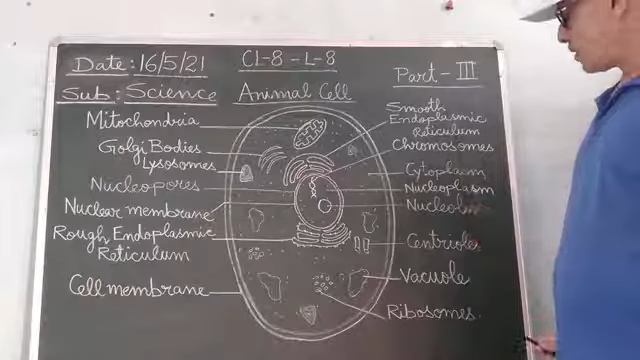 Date: 16/5/21
CL-8 - L-8
Part - III
Sub: Science
Animal Cell
Mitochondria
Golgi Bodies
Lysosomes
Nucleopores
Nuclear membrane
Rough Endoplasmic
Reticulum
Cell membrane
Smooth
Endoplasmic
Reticulum
Chromosomes
Cytoplasm
Nucleoplasm
Centriole
Vacuole
Ribosomes